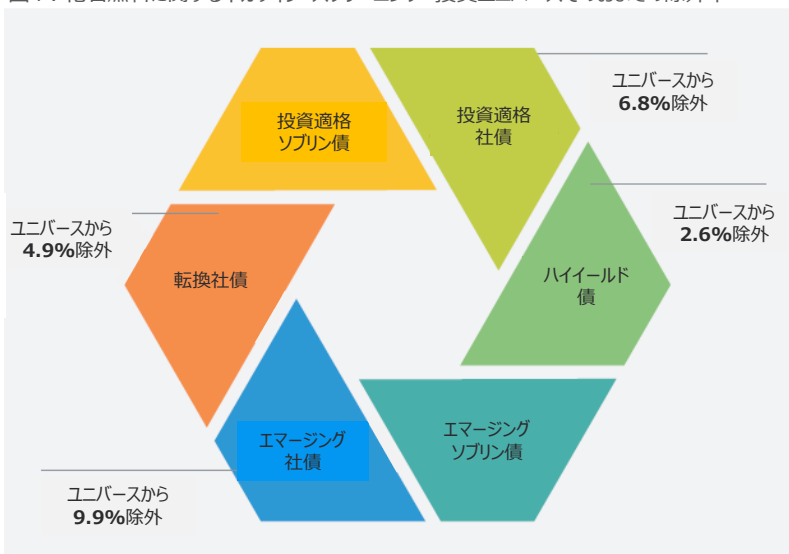 投資適格
ソブリン債
投資適格
社債
ユニバースから
6.8%除外
ユニバースから
2.6%除外
ユニバースから
4.9%除外
転換社債
ハイイールド
債
エマージング
社債
エマージング
ソブリン債
ユニバースから
9.9%除外